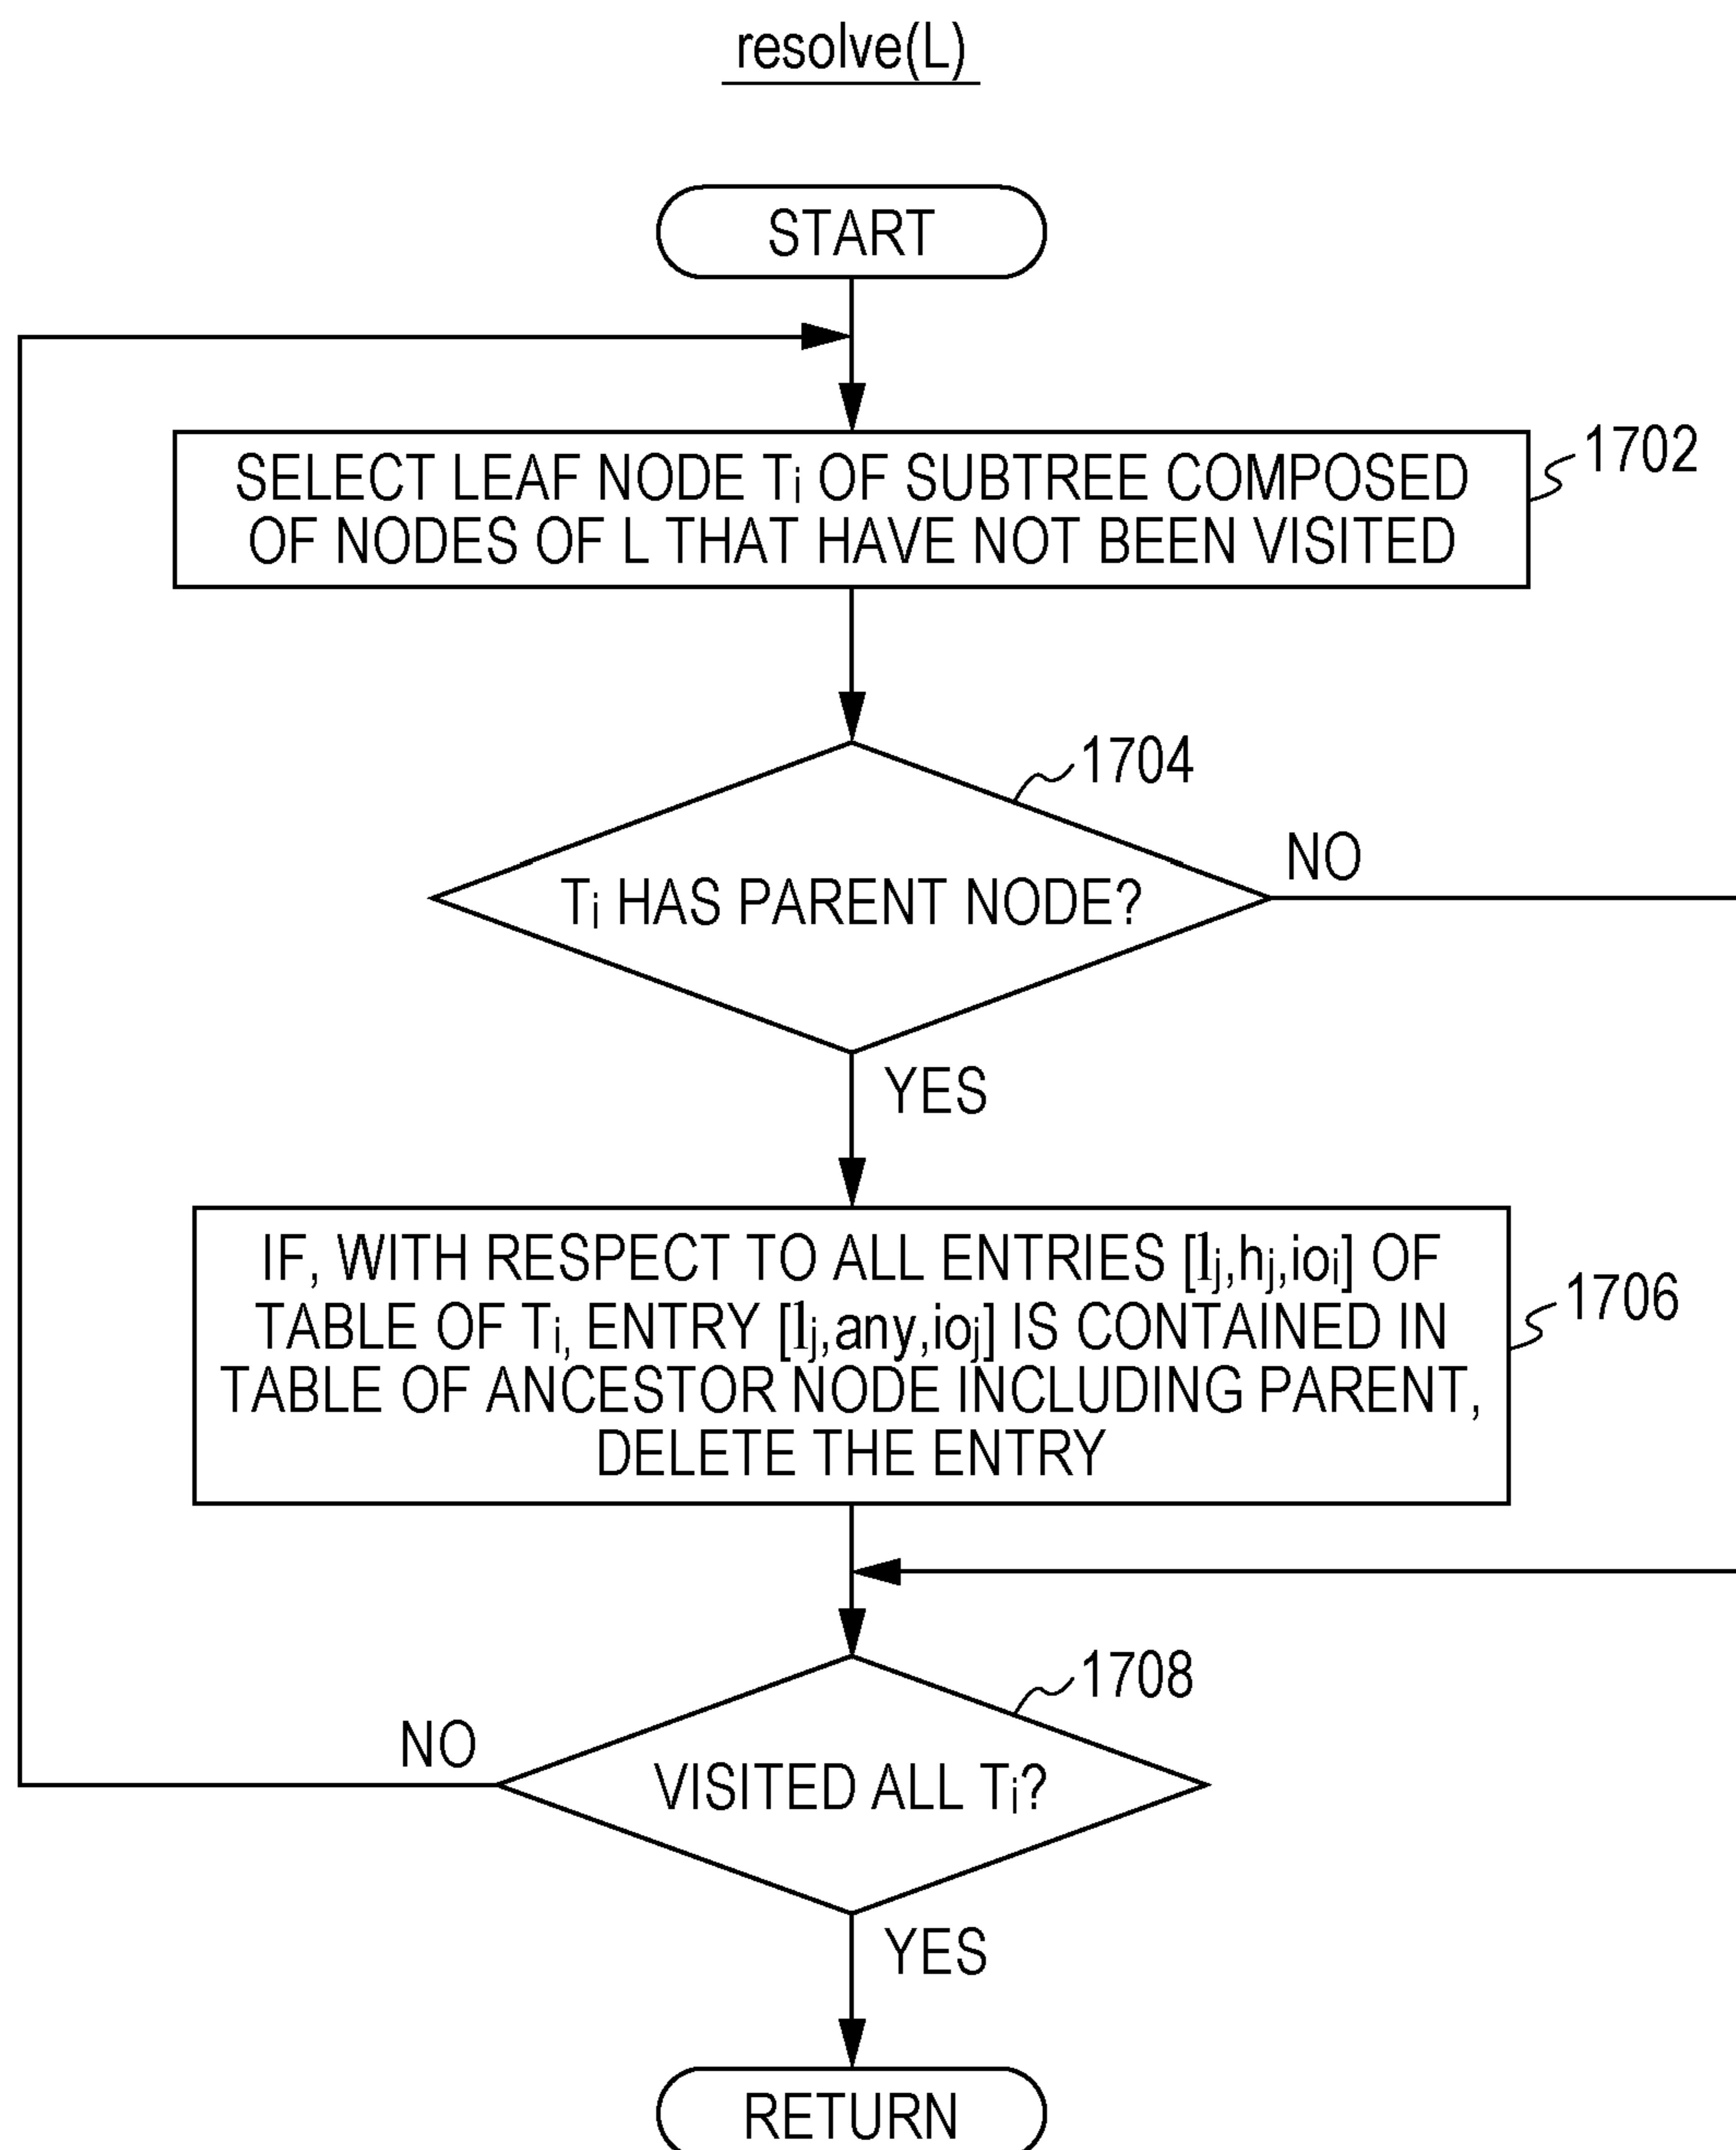 resolve(L)
START
SELECT LEAF NODE Ti OF SUBTREE COMPOSED
OF NODES OF L THAT HAVE NOT BEEN VISITED
1702
1704
Ti HAS PARENT NODE?
NO
YES
IF, WITH RESPECT TO ALL ENTRIES [lj,hj,ioi] OF
TABLE OF Ti, ENTRY [lj,any,ioj] IS CONTAINED IN
TABLE OF ANCESTOR NODE INCLUDING PARENT,
DELETE THE ENTRY
1706
1708
NO
VISITED ALL Ti?
YES
RETURN